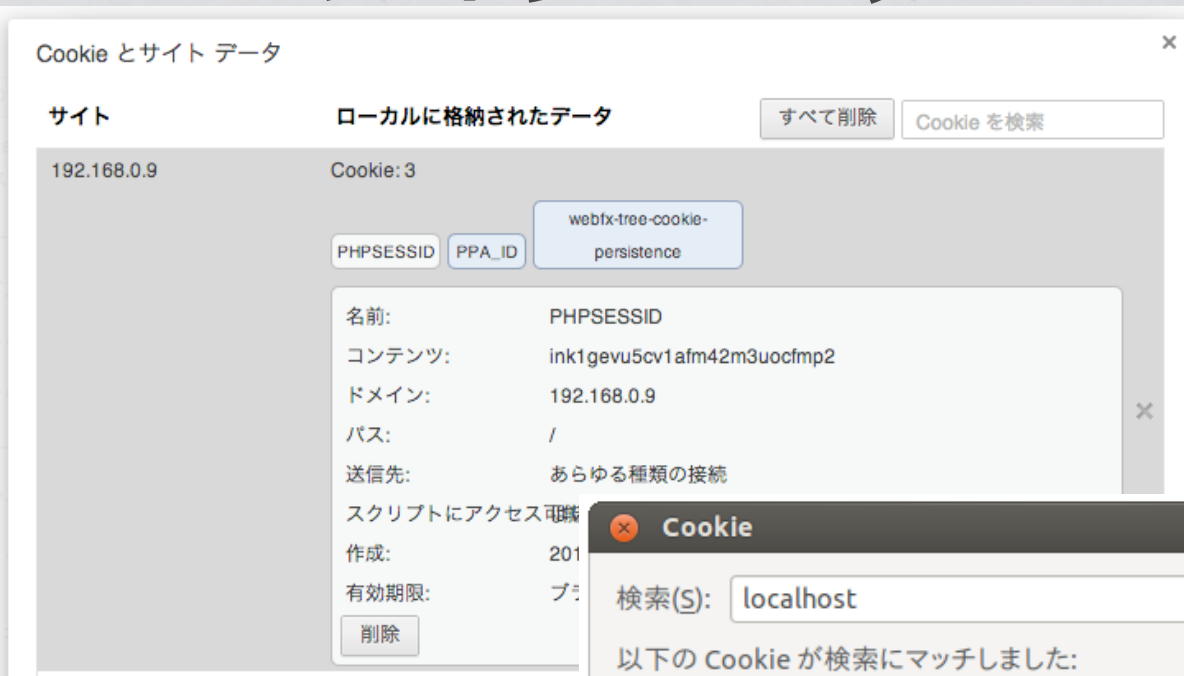 Cookie とサイト データ
×
サイト
ローカルに格納されたデータ
すべて削除
Cookie を検索
192.168.0.9
Cookie: 3
PHPSESSID
PPA_ID
webfx-tree-cookie-
persistence
名前: PHPSESSID
コンテンツ: ink1gevu5cv1afm42m3uocfmp2
ドメイン: 192.168.0.9
パス: /
送信先: あらゆる種類の接続
スクリプトにアクセス可能
作成: 201
有効期限: ブラ
削除
×
Cookie
検索(S): localhost
以下の Cookie が検索にマッチしました: